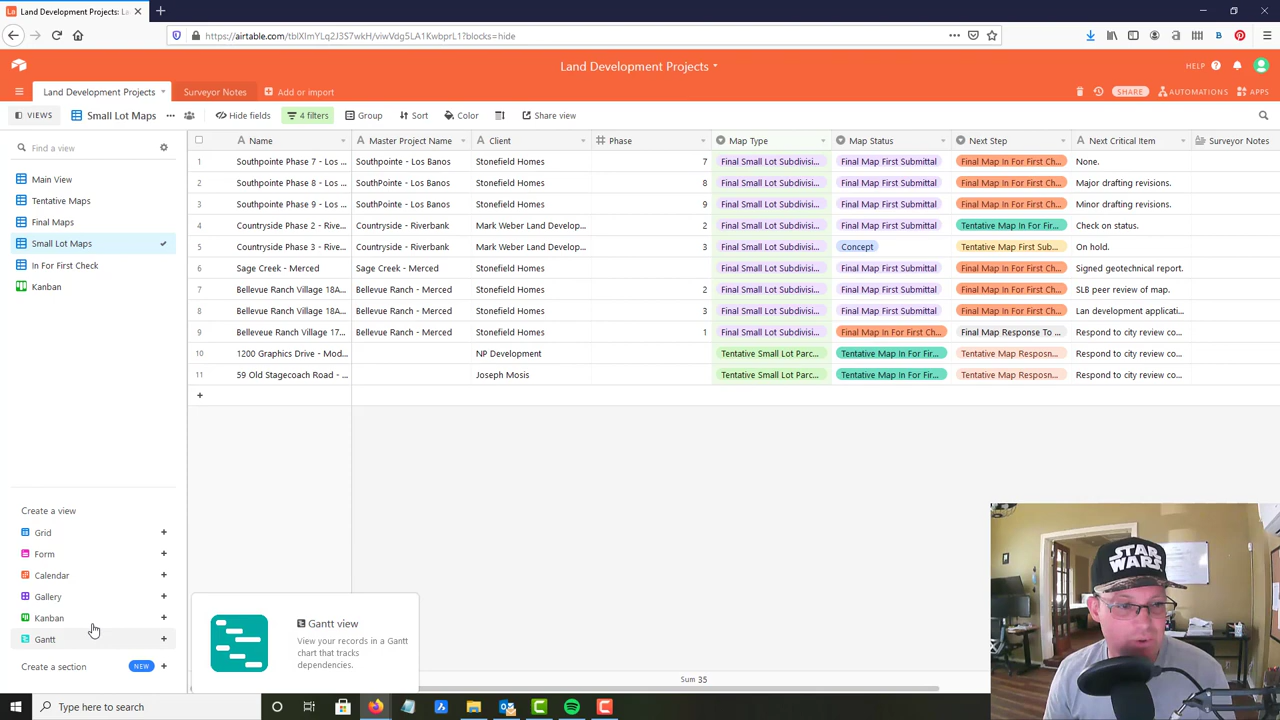 Land Development Projects: L
https://airtable.com/tblXImYLq2J3S7wkH/viwVdg5LA1KwbprL1?blocks=hide
Land Development Projects
HELP
Land Development Projects
Surveyor Notes
Add or import
SHARE
AUTOMATIONS
APPS
VIEWS
Small Lot Maps
Hide fields
4 filters
Group
Sort
Color
Share view
Find a view
Main View
Tentative Maps
Final Maps
Small Lot Maps
In For First Check
Kanban
Name Master Project Name Client Phase Map Type Map Status Next Step Next Critical Item Surveyor Notes
1 Southpointe Phase 7 - Los ... Southpointe - Los Banos Stonefield Homes 7 Final Small Lot Subdivisi... Final Map First Submittal Final Map In For First Ch... None.
2 Southpointe Phase 8 - Los ... SouthPointe - Los Banos Stonefield Homes 8 Final Small Lot Subdivisi... Final Map First Submittal Final Map In For First Ch... Major drafting revisions.
3 Southpointe Phase 9 - Los ... SouthPointe - Los Banos Stonefield Homes 9 Final Small Lot Subdivisi... Final Map First Submittal Final Map In For First Ch... Minor drafting revisions.
4 Countryside Phase 2 - Rive... Countryside - Riverbank Mark Weber Land Develop... 2 Final Small Lot Subdivisi... Final Map First Submittal Tentative Map In For Fir... Check on status.
5 Countryside Phase 3 - Rive... Countryside - Riverbank Mark Weber Land Develop... 3 Final Small Lot Subdivisi... Concept Tentative Map First Sub... On hold.
6 Sage Creek - Merced Sage Creek - Merced Stonefield Homes Final Small Lot Subdivisi... Final Map First Submittal Final Map In For First Ch... Signed geotechnical report.
7 Bellevue Ranch Village 18A... Bellevue Ranch - Merced Stonefield Homes 2 Final Small Lot Subdivisi... Final Map First Submittal Final Map In For First Ch... SLB peer review of map.
8 Bellevue Ranch Village 18A... Bellevue Ranch - Merced Stonefield Homes 3 Final Small Lot Subdivisi... Final Map First Submittal Final Map In For First Ch... Lan development applicati...
9 Belleveue Ranch Village 17... Bellevue Ranch - Merced Stonefield Homes 1 Final Small Lot Subdivisi... Final Map In For First Ch... Final Map Response To ... Respond to city review co...
10 1200 Graphics Drive - Mod... NP Development Tentative Small Lot Parc... Tentative Map In For Fir... Tentative Map Resposn... Respond to city review co...
11 59 Old Stagecoach Road - ... Joseph Mosis Tentative Small Lot Parc... Tentative Map In For Fir... Tentative Map Resposn... Respond to city review co...
Create a view
Grid
Form
Calendar
Gallery
Kanban
Gantt
Create a section NEW
Gantt view
View your records in a Gantt
chart that tracks
dependencies.
Sum 35
STAR
WARS
Type here to search